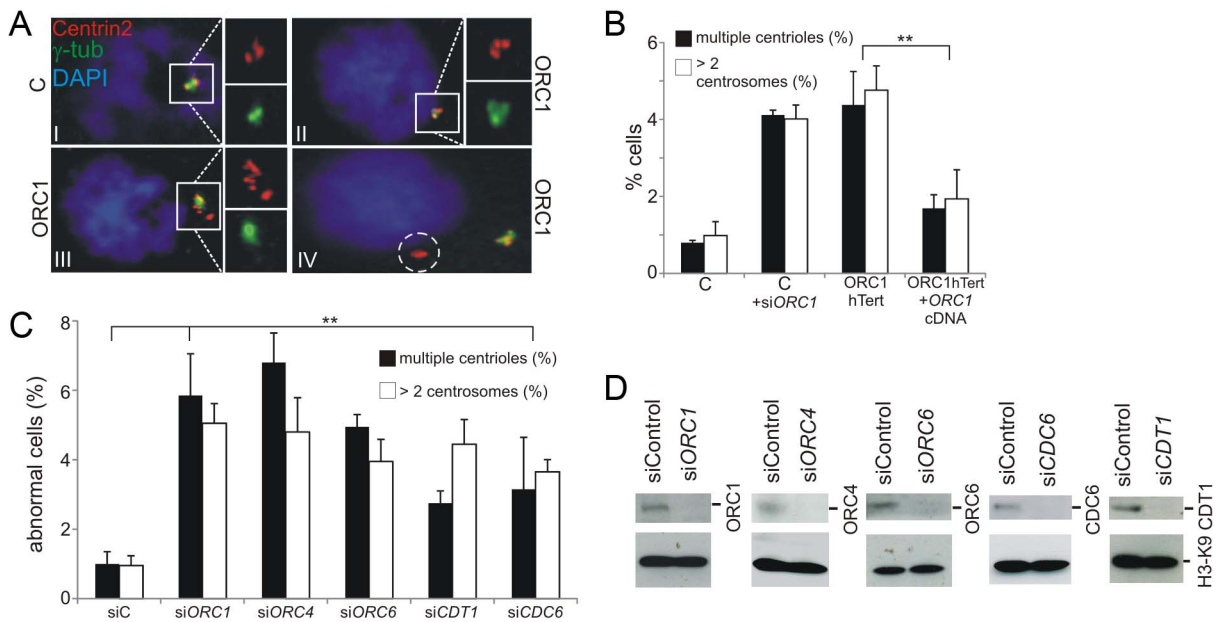 A
Centrin2
γ-tub
DAPI
C
I
II
ORC1
ORC1
III
IV
ORC1
B
multiple centrioles (%)
> 2
centrosomes (%)
**
% cells
6
4
2
0
C
C
+siORC1
ORC1
hTert
ORC1hTert
+ORC1
cDNA
C
**
multiple centrioles (%)
> 2 centrosomes (%)
abnormal cells (%)
8
6
4
2
0
siC
siORC1
siORC4
siORC6
siCDT1
siCDC6
D
siControl
siORC1
ORC1
siControl
siORC4
ORC4
siControl
siORC6
ORC6
siControl
siCDC6
CDC6
siControl
siCDT1
H3-K9 CDT1